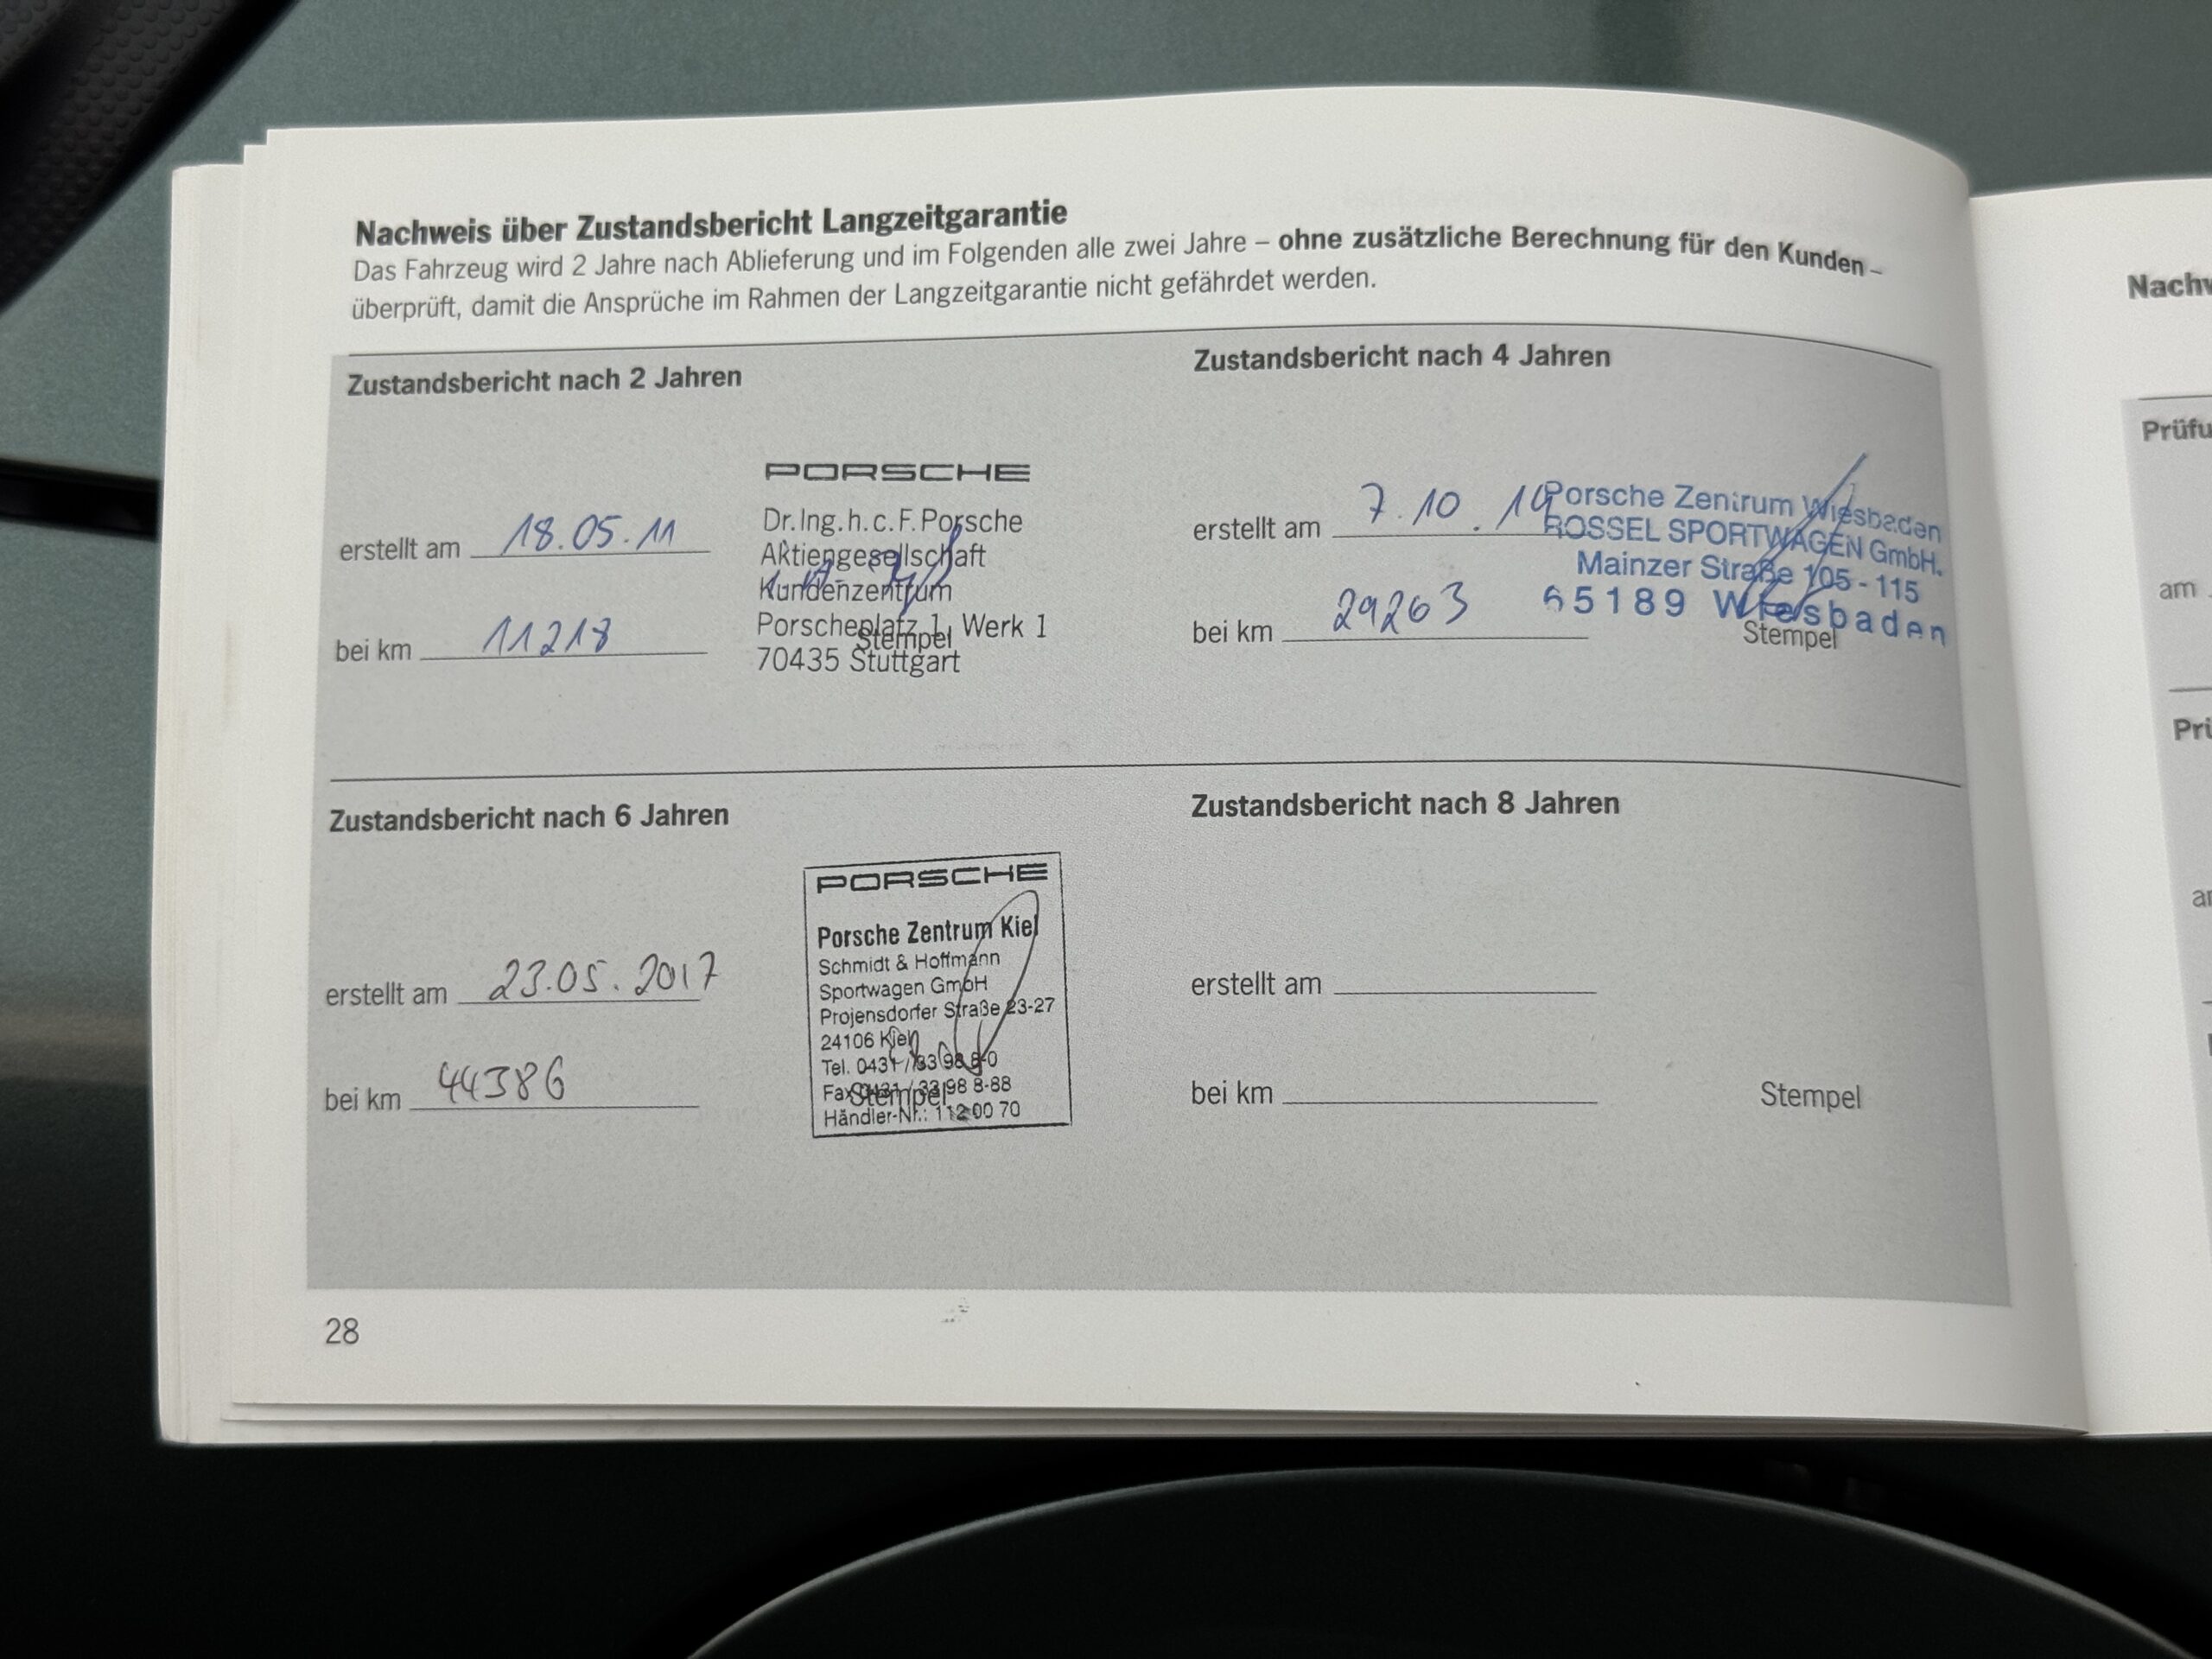 Nachweis über Zustandsbericht Langzeitgarantie
Das Fahrzeug wird 2 Jahre nach Ablieferung und im Folgenden alle zwei Jahre – ohne zusätzliche Berechnung für den Kunden –
überprüft, damit die Ansprüche im Rahmen der Langzeitgarantie nicht gefährdet werden.
Zustandsbericht nach 2 Jahren
erstellt am 18.05.11
bei km 11218
PORSCHE
Dr.Ing.h.c.F.Porsche
Aktiengesellschaft
Kundenzentrum
Porscheplatz 1, Werk 1
Stempel
70435 Stuttgart
Zustandsbericht nach 4 Jahren
erstellt am 7.10.
bei km 29263
Porsche Zentrum Wiesbaden
ROSSEL SPORTWAGEN GmbH.
Mainzer Straße 105 - 115
65189 Wiesbaden
Stempel
Zustandsbericht nach 6 Jahren
erstellt am 23.05.2017
bei km 44386
PORSCHE
Porsche Zentrum Kiel
Schmidt & Hoffmann
Sportwagen GmbH
Projensdorfer Straße 23-27
24106 Kiel
Tel. 0431 / 33 98 8-0
Fax 0431 / 33 98 8-88
Stempel
Händler-Nr.: 112 00 70
Zustandsbericht nach 8 Jahren
erstellt am
bei km
Stempel
28
am